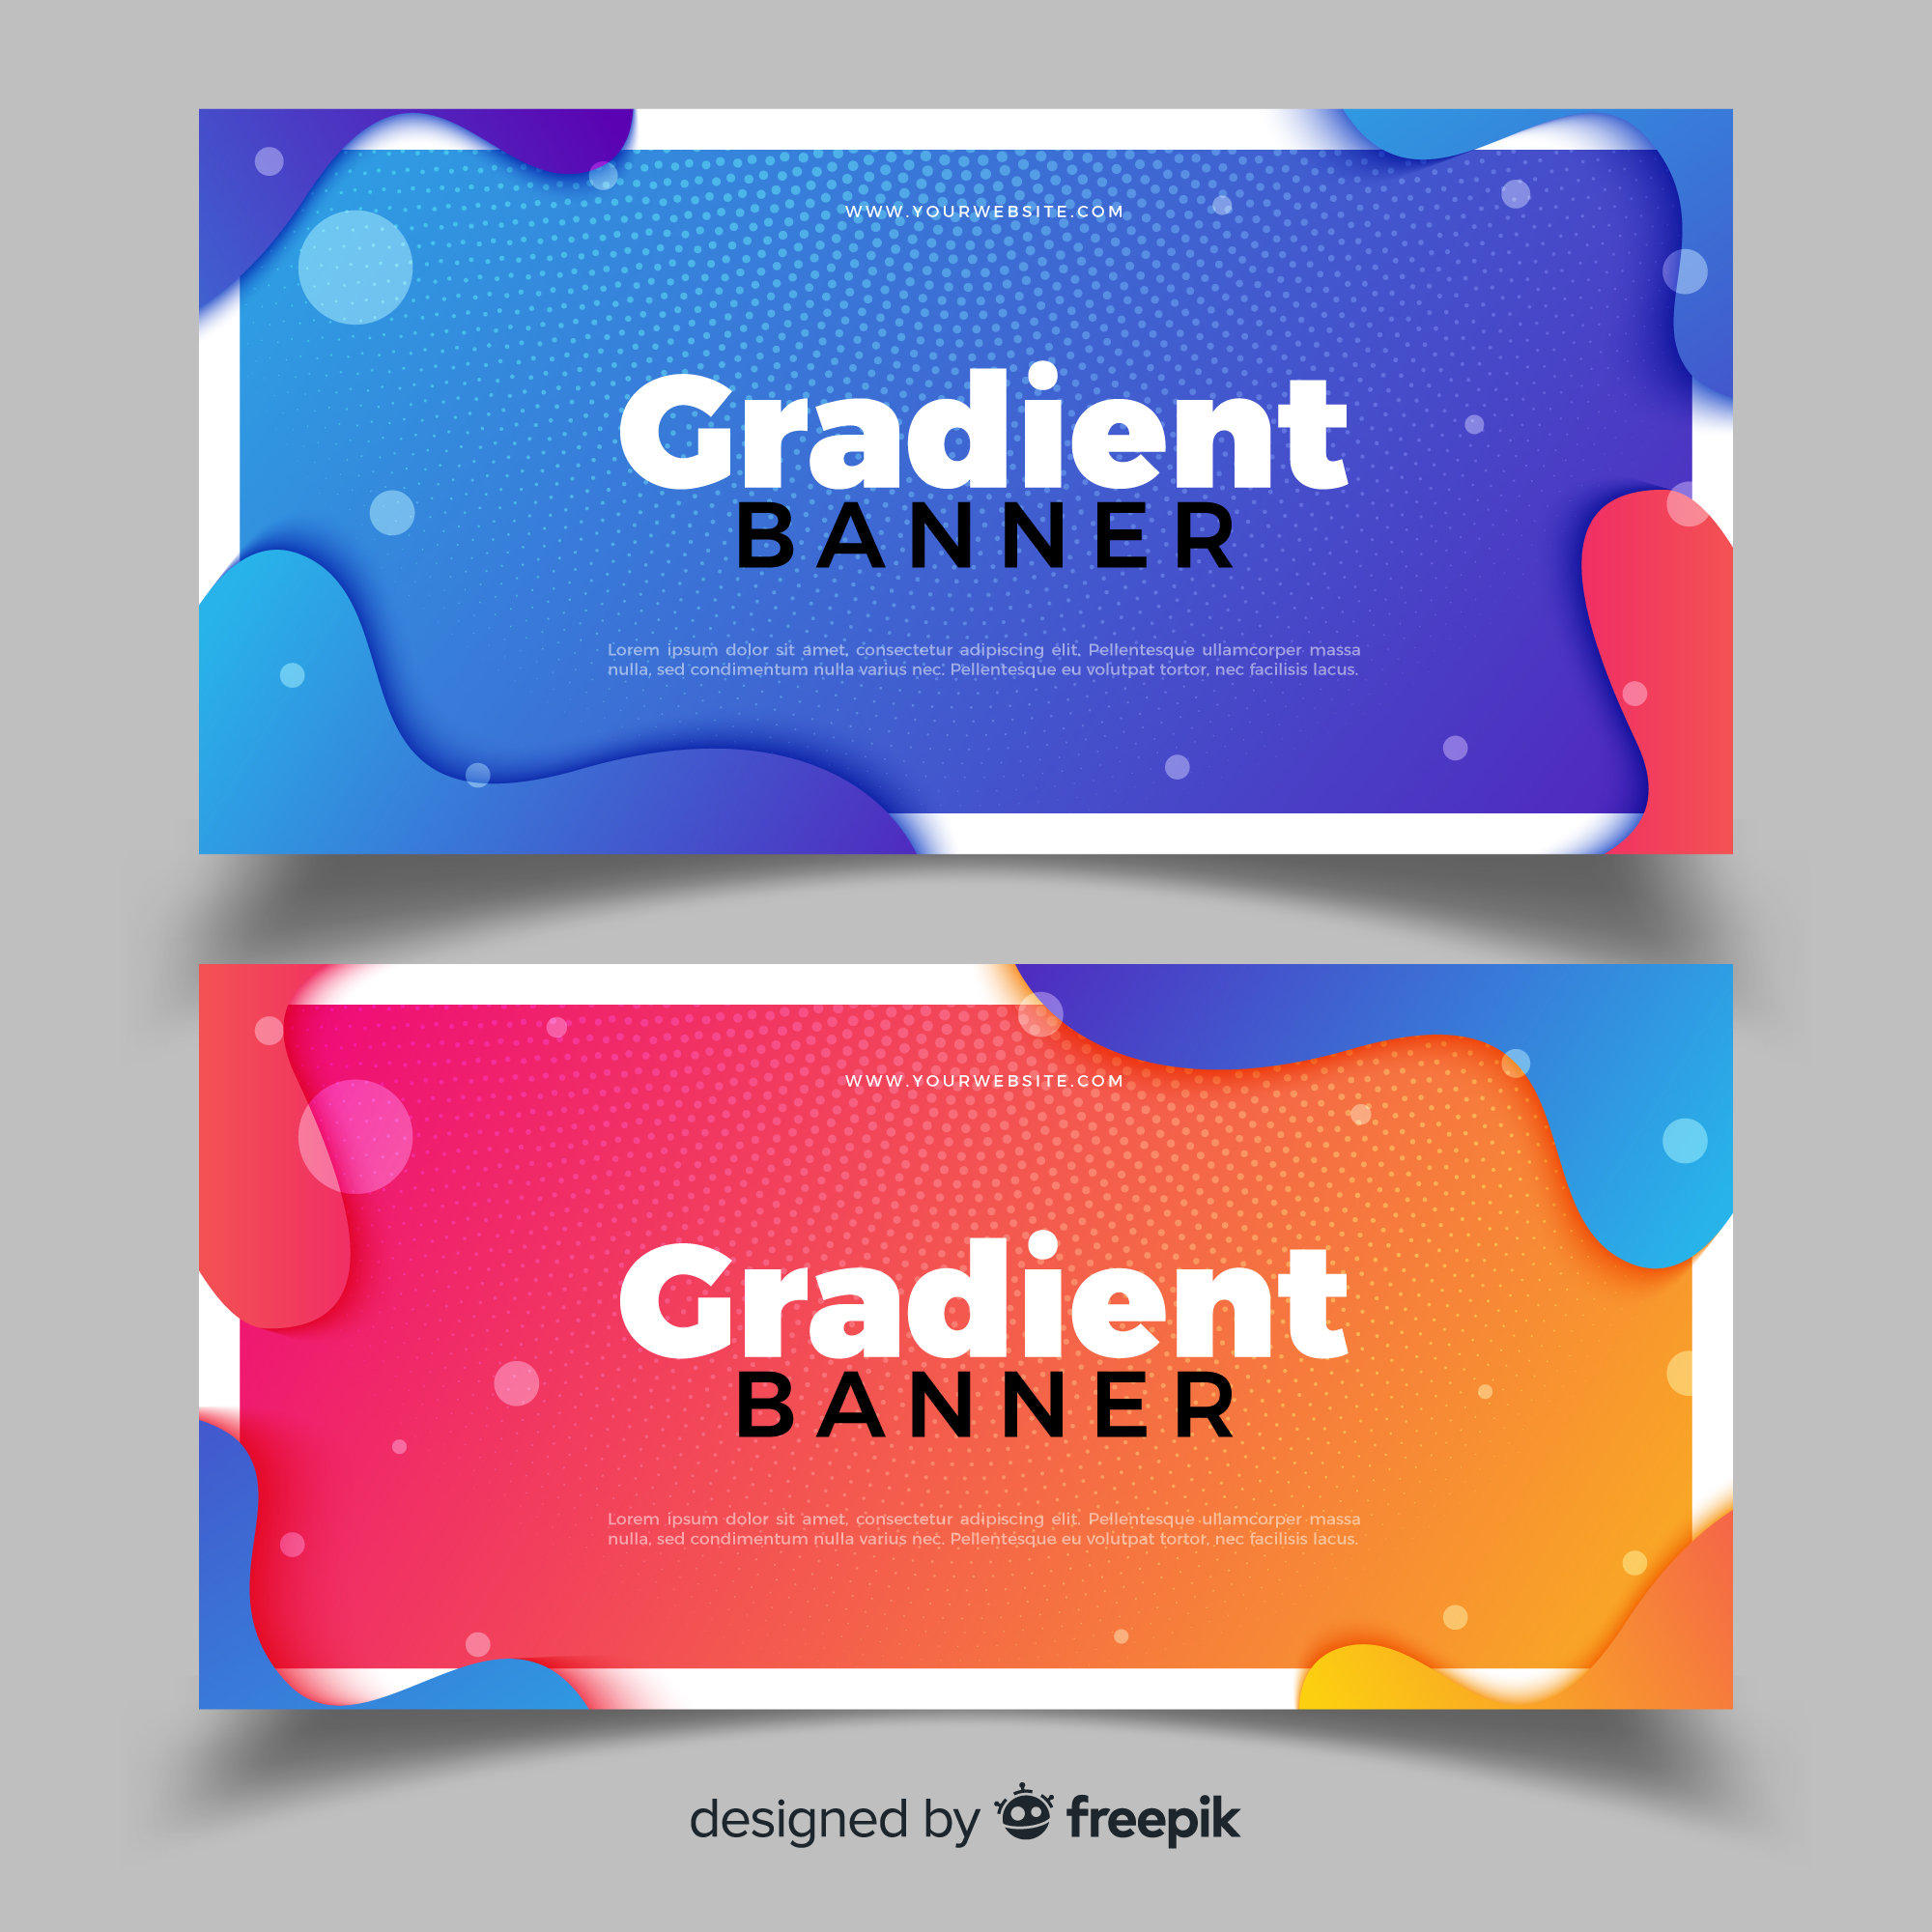 WWW.YOURWEBSITE.COM
Gradient
BANNER
Lorem ipsum dolor sit amet, consectetur adipiscing elit. Pellentesque ullamcorper massa
nulla, sed condimentum nulla varius nec. Pellentesque eu volutpat tortor, nec facilisis lacus.
WWW.YOURWEBSITE.COM
Gradient
BANNER
Lorem ipsum dolor sit amet, consectetur adipiscing elit. Pellentesque ullamcorper massa
nulla, sed condimentum nulla varius nec. Pellentesque eu volutpat tortor, nec facilisis lacus.
designed by freepik